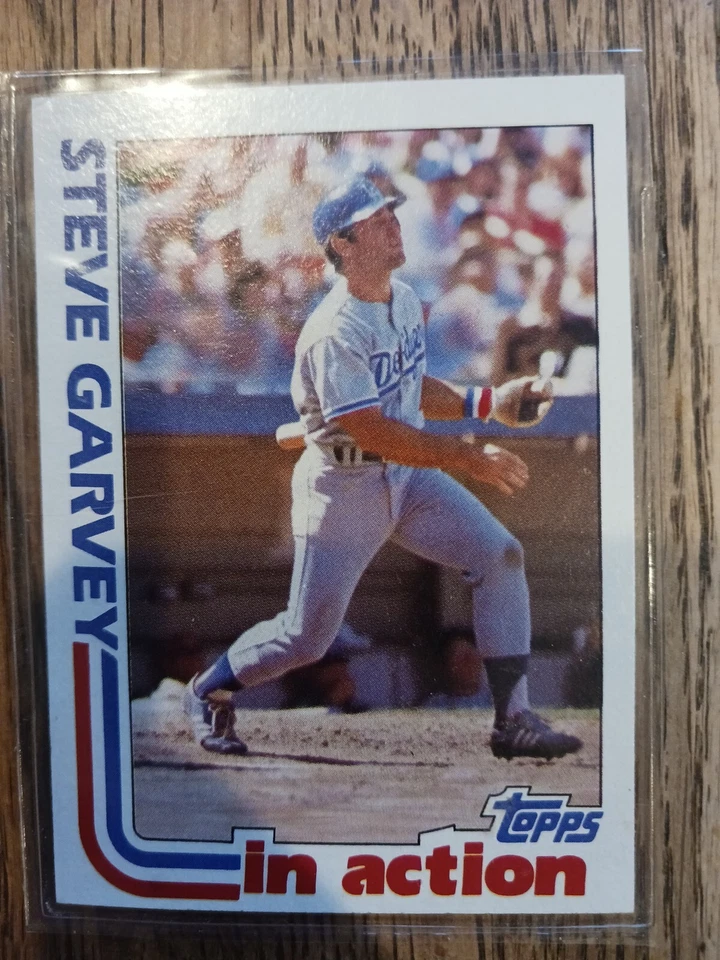 STEVE GARVEY
Dodgers
topps
in action